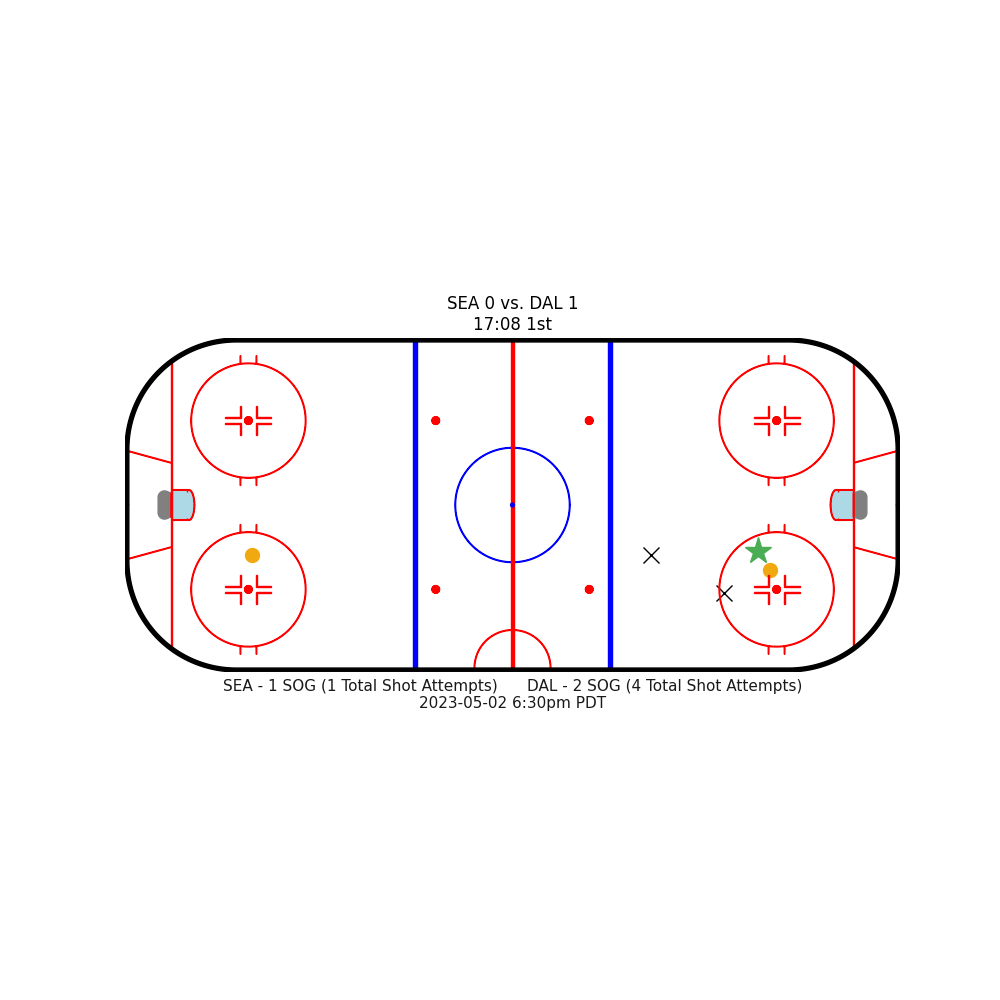 SEA 0 vs. DAL 1
17:08 1st
SEA - 1 SOG (1 Total Shot Attempts) DAL - 2 SOG (4 Total Shot Attempts)
2023-05-02 6:30pm PDT